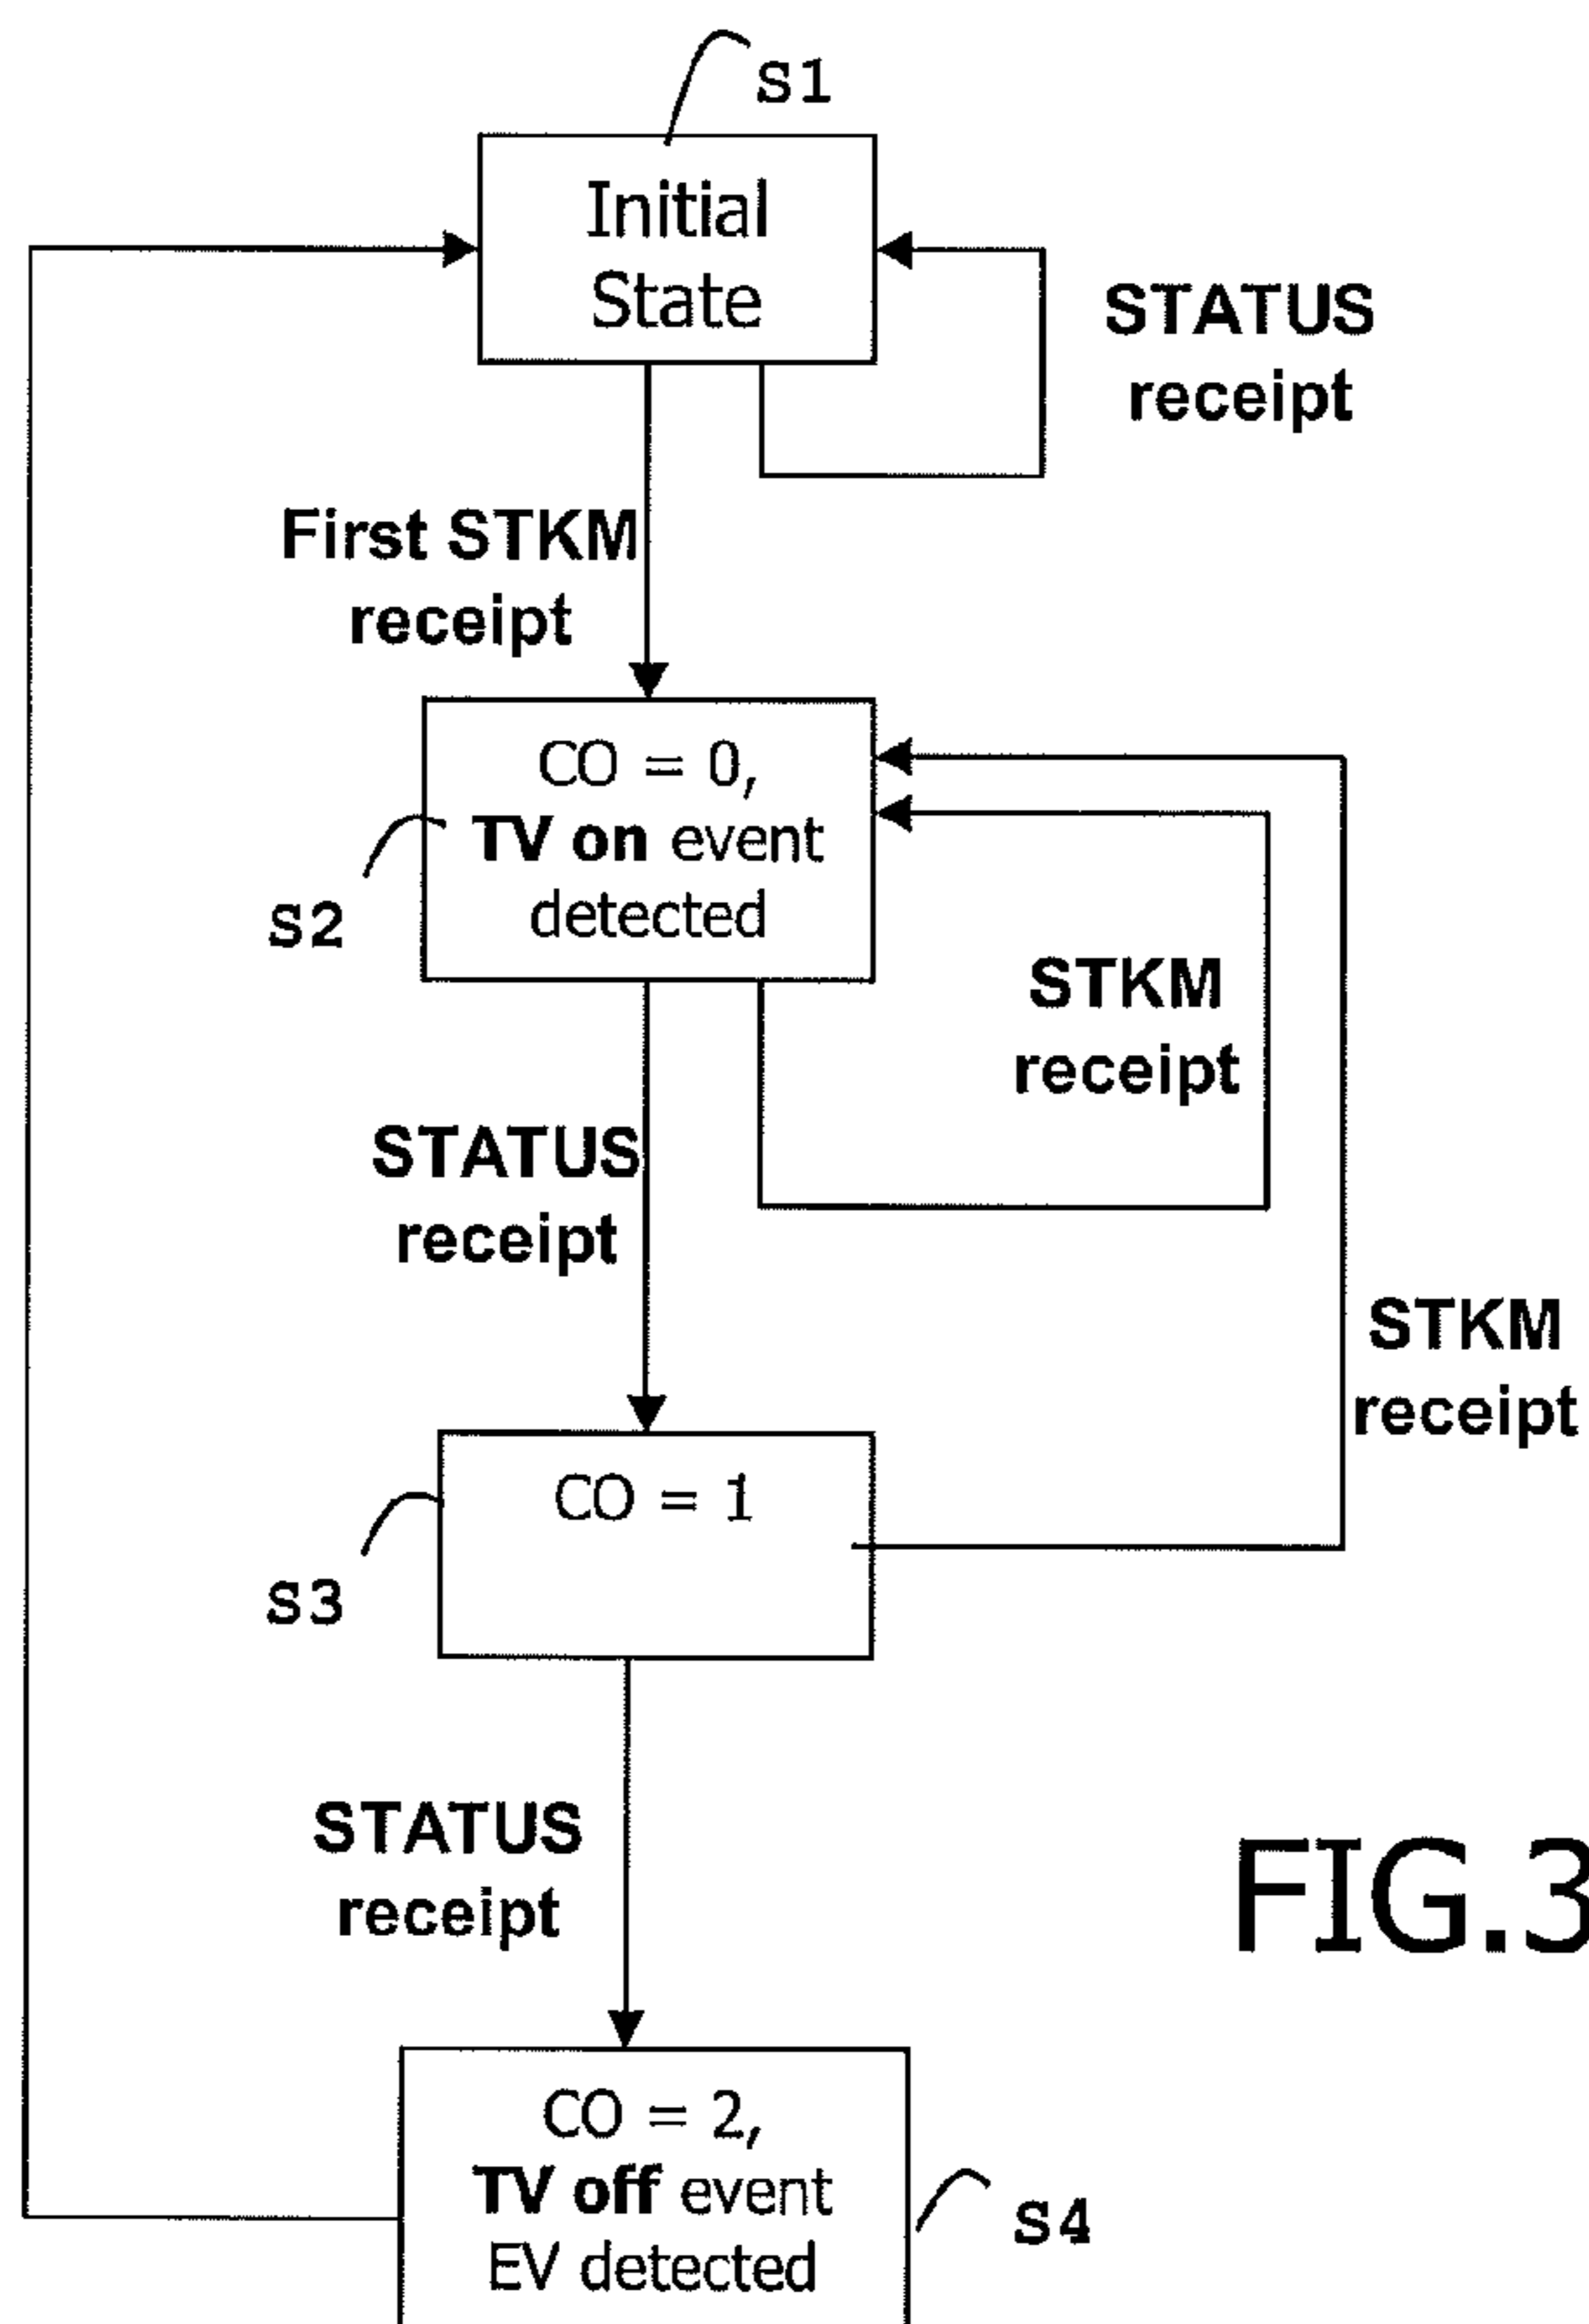 S1
Initial
State
STATUS
receipt
First STKM
receipt
CO = 0,
TV on event
detected
S2
STKM
receipt
STATUS
receipt
STKM
receipt
CO = 1
S3
STATUS
receipt
FIG.3
CO = 2,
TV off event
EV detected
S4